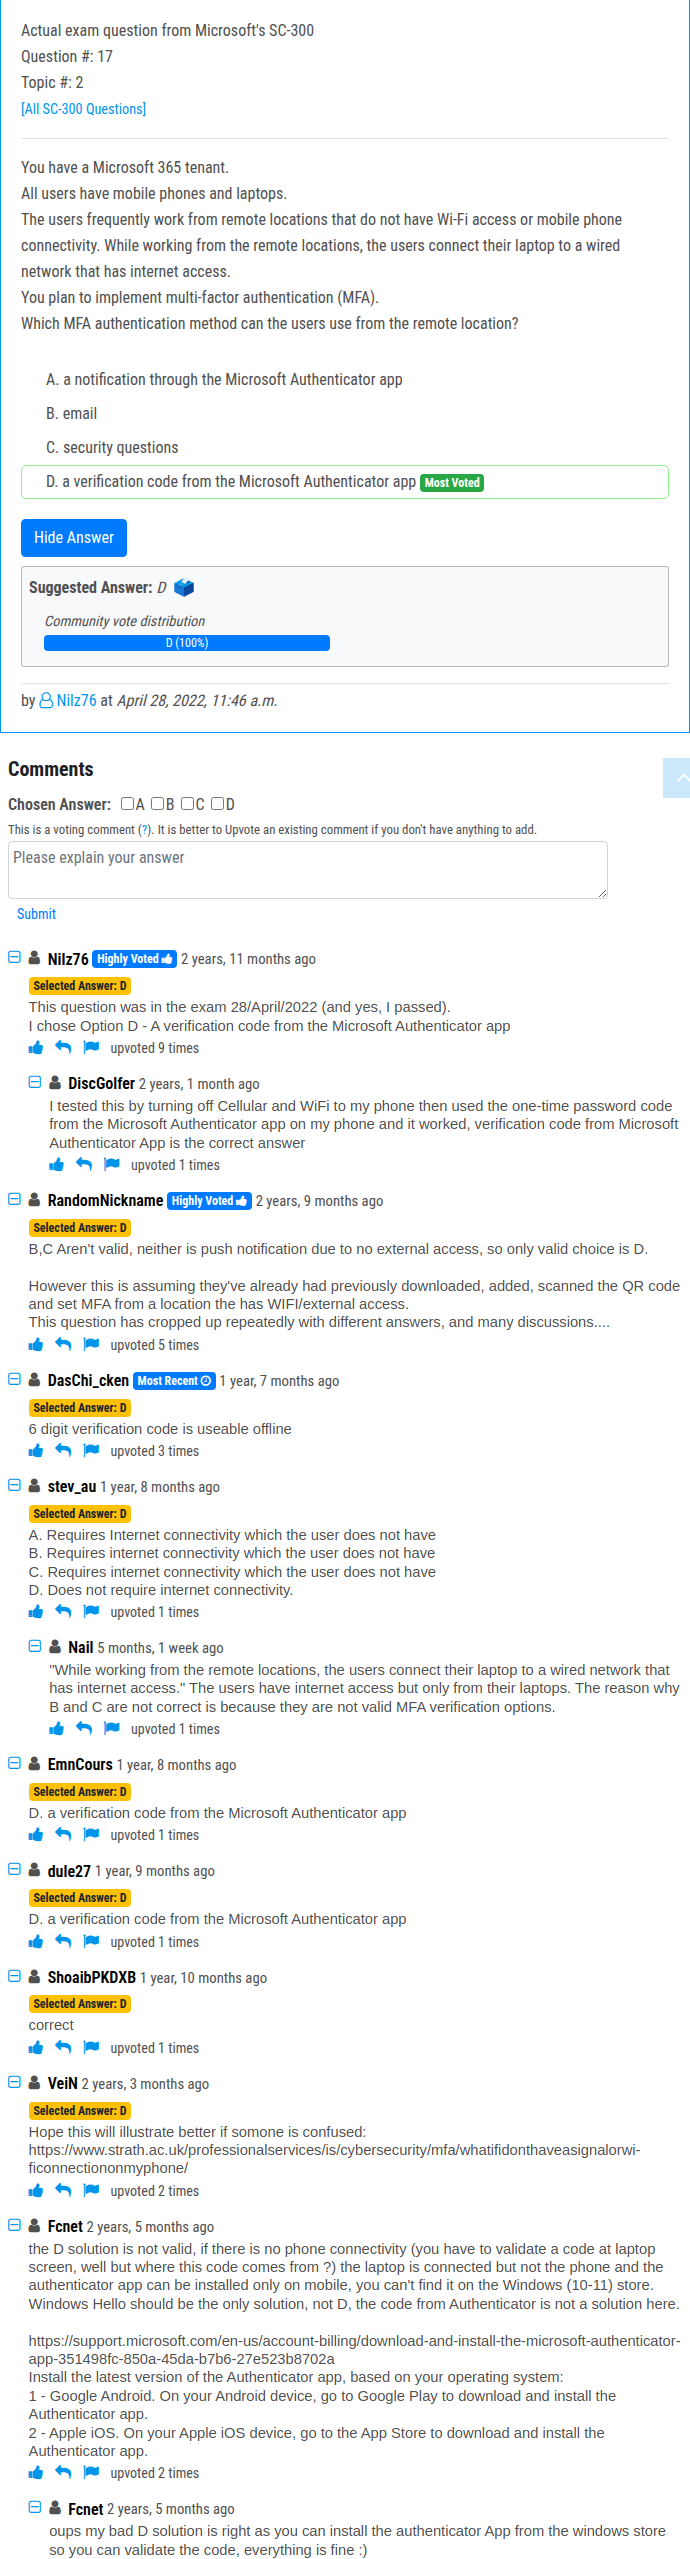 Actual exam question from Microsoft's SC-300
Question #: 17
Topic #: 2
[All SC-300 Questions]
You have a Microsoft 365 tenant.
All users have mobile phones and laptops.
The users frequently work from remote locations that do not have Wi-Fi access or mobile phone
connectivity. While working from the remote locations, the users connect their laptop to a wired
network that has internet access.
You plan to implement multi-factor authentication (MFA).
Which MFA authentication method can the users use from the remote location?
A. a notification through the Microsoft Authenticator app
B. email
C. security questions
D. a verification code from the Microsoft Authenticator app Most Voted
Hide Answer
Suggested Answer: D
Community vote distribution
D (100%)
by Nilz76 at April 28, 2022, 11:46 a.m.
Comments
Chosen Answer: A B C D
This is a voting comment (?). It is better to Upvote an existing comment if you don't have anything to add.
Please explain your answer
Submit
Nilz76 Highly Voted 2 years, 11 months ago
Selected Answer: D
This question was in the exam 28/April/2022 (and yes, I passed).
I chose Option D - A verification code from the Microsoft Authenticator app
upvoted 9 times
DiscGolfer 2 years, 1 month ago
I tested this by turning off Cellular and WiFi to my phone then used the one-time password code
from the Microsoft Authenticator app on my phone and it worked, verification code from Microsoft
Authenticator App is the correct answer
upvoted 1 times
RandomNickname Highly Voted 2 years, 9 months ago
Selected Answer: D
B,C Aren't valid, neither is push notification due to no external access, so only valid choice is D.
However this is assuming they've already had previously downloaded, added, scanned the QR code
and set MFA from a location the has WIFI/external access.
This question has cropped up repeatedly with different answers, and many discussions....
upvoted 5 times
DasChi_cken Most Recent 1 year, 7 months ago
Selected Answer: D
6 digit verification code is useable offline
upvoted 3 times
stev_au 1 year, 8 months ago
Selected Answer: D
A. Requires Internet connectivity which the user does not have
B. Requires internet connectivity which the user does not have
C. Requires internet connectivity which the user does not have
D. Does not require internet connectivity.
upvoted 1 times
Nail 5 months, 1 week ago
"While working from the remote locations, the users connect their laptop to a wired network that
has internet access." The users have internet access but only from their laptops. The reason why
B and C are not correct is because they are not valid MFA verification options.
upvoted 1 times
EmnCours 1 year, 8 months ago
Selected Answer: D
D. a verification code from the Microsoft Authenticator app
upvoted 1 times
dule27 1 year, 9 months ago
Selected Answer: D
D. a verification code from the Microsoft Authenticator app
upvoted 1 times
ShoaibPKDXB 1 year, 10 months ago
Selected Answer: D
correct
upvoted 1 times
VeiN 2 years, 3 months ago
Selected Answer: D
Hope this will illustrate better if somone is confused:
https://www.strath.ac.uk/professionalservices/is/cybersecurity/mfa/whatifidonthaveasignalorwi-
ficonnectiononmyphone/
upvoted 2 times
Fcnet 2 years, 5 months ago
the D solution is not valid, if there is no phone connectivity (you have to validate a code at laptop
screen, well but where this code comes from ?) the laptop is connected but not the phone and the
authenticator app can be installed only on mobile, you can't find it on the Windows (10-11) store.
Windows Hello should be the only solution, not D, the code from Authenticator is not a solution here.
https://support.microsoft.com/en-us/account-billing/download-and-install-the-microsoft-authenticator-
app-351498fc-850a-45da-b7b6-27e523b8702a
Install the latest version of the Authenticator app, based on your operating system:
1 - Google Android. On your Android device, go to Google Play to download and install the
Authenticator app.
2 - Apple iOS. On your Apple iOS device, go to the App Store to download and install the
Authenticator app.
upvoted 2 times
Fcnet 2 years, 5 months ago
oups my bad D solution is right as you can install the authenticator App from the windows store
so you can validate the code, everything is fine :)